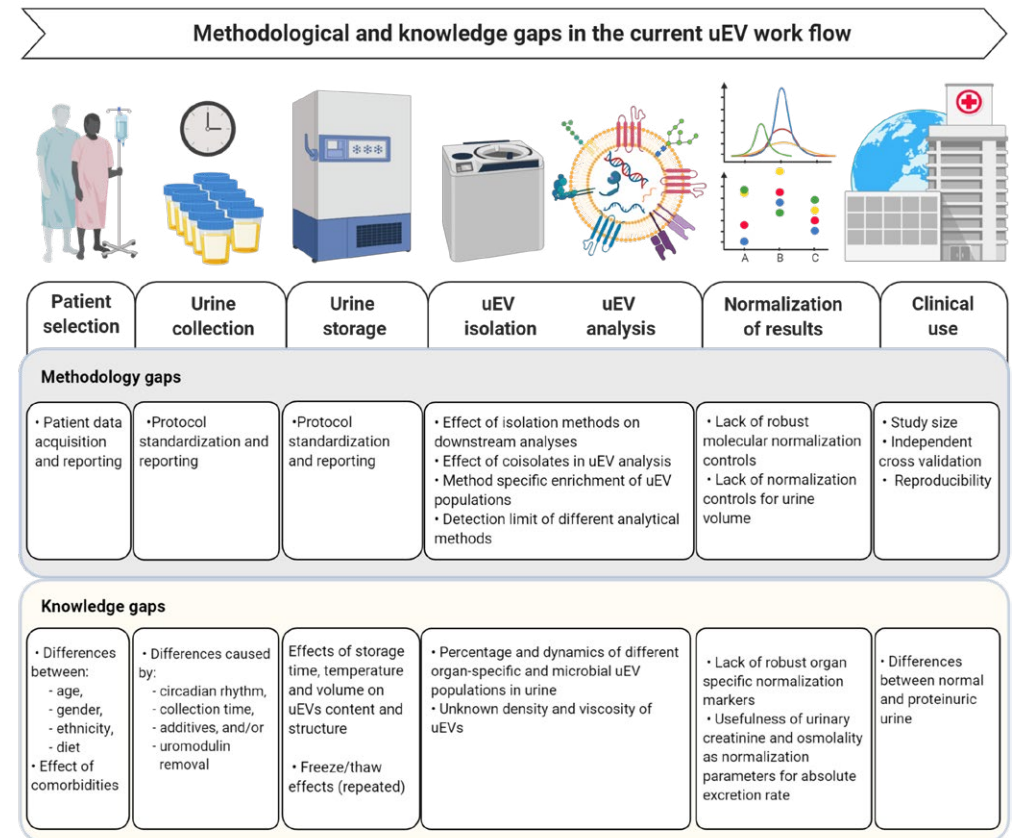 Methodological and knowledge gaps in the current uEV work flow
A
B
C
Patient
selection
Urine
collection
Urine
storage
uEV
isolation
uEV
analysis
Normalization
of results
Clinical
use
Methodology gaps
• Patient data
acquisition
and reporting
•Protocol
standardization and
reporting
•Protocol
standardization
and reporting
• Effect of isolation methods on
downstream analyses
• Effect of coisolates in uEV analysis
• Method specific enrichment of uEV
populations
• Detection limit of different analytical
methods
• Lack of robust
molecular normalization
controls
• Lack of normalization
controls for urine
volume
• Study size
• Independent
cross validation
• Reproducibility
Knowledge gaps
• Differences
between:
- age,
- gender,
- ethnicity,
- diet
• Effect of
comorbidities
• Differences caused
by:
- circadian rhythm,
- collection time,
- additives, and/or
- uromodulin
removal
Effects of storage
time, temperature
and volume on
uEVs content and
structure
• Freeze/thaw
effects (repeated)
• Percentage and dynamics of different
organ-specific and microbial uEV
populations in urine
• Unknown density and viscosity of
uEVs
• Lack of robust organ
specific normalization
markers
• Usefulness of urinary
creatinine and osmolality
as normalization
parameters for absolute
excretion rate
• Differences
between normal
and proteinuric
urine